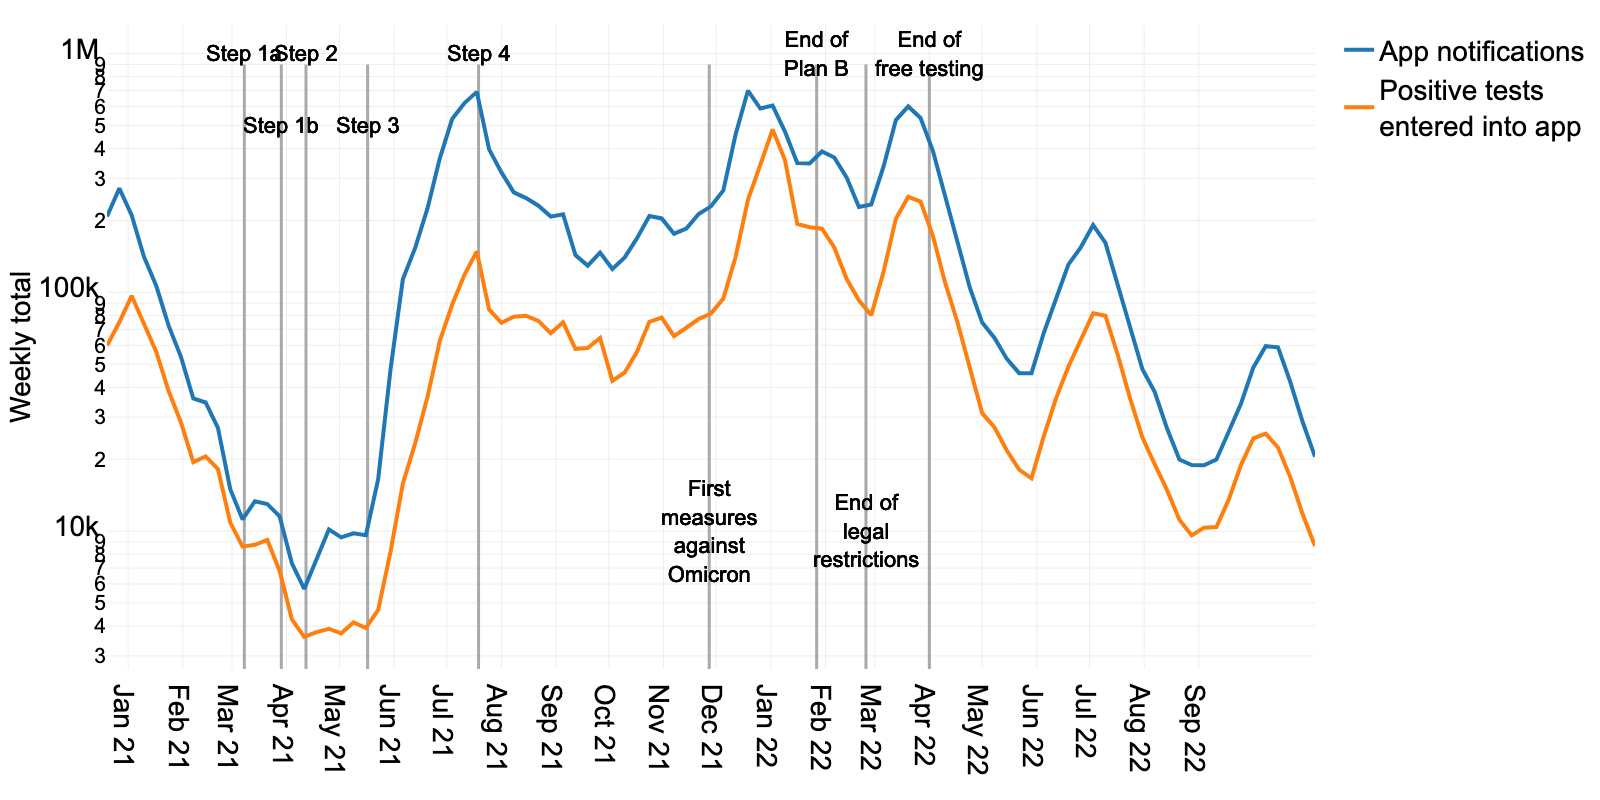 Step 1a
Step 2
Step 4
End of
Plan B
End of
free testing
Step 1b
Step 3
App notifications
Positive tests
entered into app
Weekly total
1M
9
8
7
6
5
4
3
2
100k
9
8
7
6
5
4
3
2
10k
9
8
7
6
5
4
3
First
measures
against
Omicron
End of
legal
restrictions
Jan 21
Feb 21
Mar 21
Apr 21
May 21
Jun 21
Jul 21
Aug 21
Sep 21
Oct 21
Nov 21
Dec 21
Jan 22
Feb 22
Mar 22
Apr 22
May 22
Jun 22
Jul 22
Aug 22
Sep 22